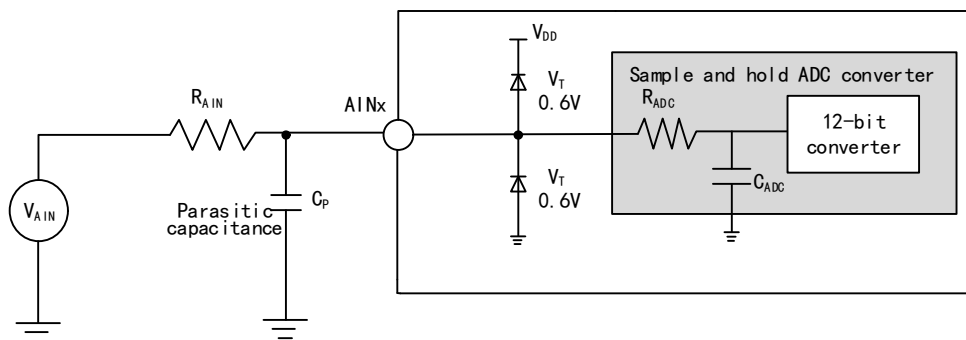 V_DD
Sample and hold ADC converter
V_T
0.6V
R_AIN
AINx
R_ADC
12-bit
converter
V_AIN
Parasitic
capacitance
C_P
V_T
0.6V
C_ADC